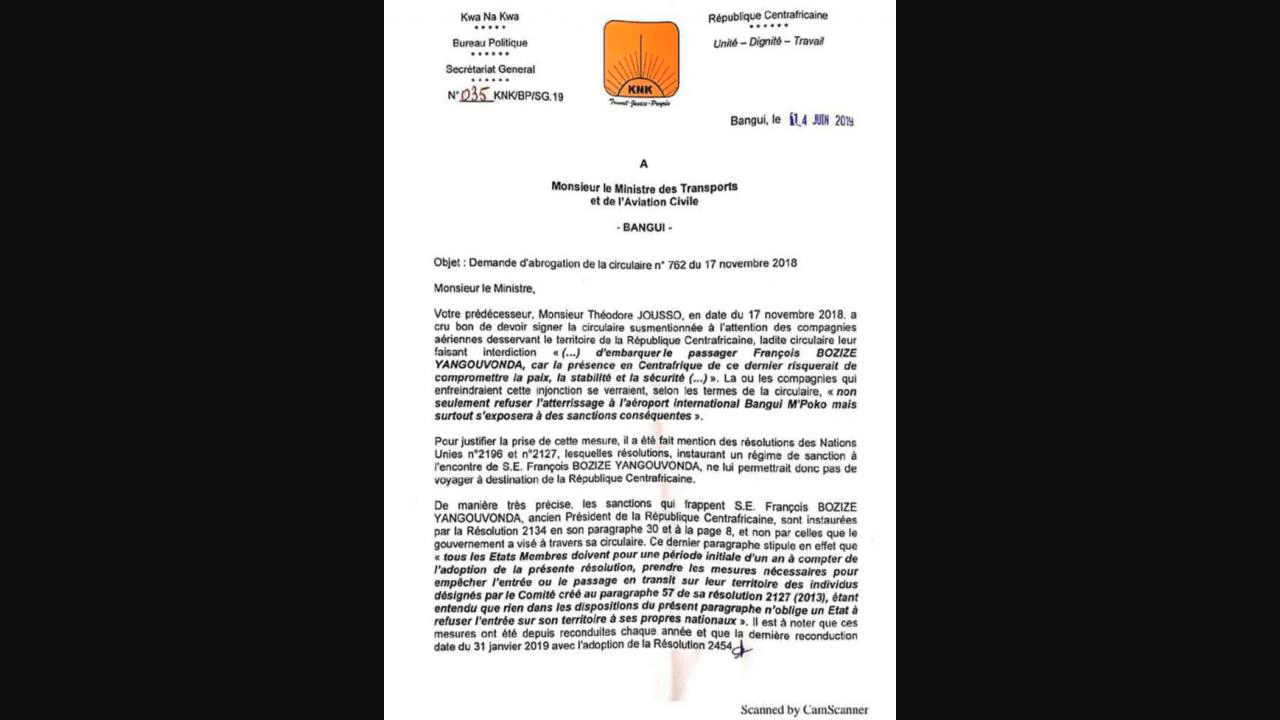 Kwa Na Kwa
*****
Bureau Politique
******
Secrétariat General
******
N° 035 KNK/BP/SG.19
KNK
Travail-Justice-Progrès
République Centrafricaine
******
Unité – Dignité – Travail
Bangui, le 14 JUIN 2019
A
Monsieur le Ministre des Transports
et de l'Aviation Civile
- BANGUI -
Objet : Demande d'abrogation de la circulaire n° 762 du 17 novembre 2018
Monsieur le Ministre,
Votre prédécesseur, Monsieur Théodore JOUSSO, en date du 17 novembre 2018, a
cru bon de devoir signer la circulaire susmentionnée à l'attention des compagnies
aériennes desservant le territoire de la République Centrafricaine, ladite circulaire leur
faisant interdiction « (...) d'embarquer le passager François BOZIZE
YANGOUVONDA, car la présence en Centrafrique de ce dernier risquerait de
compromettre la paix, la stabilité et la sécurité (...) ». La ou les compagnies qui
enfreindraient cette injonction se verraient, selon les termes de la circulaire, « non
seulement refuser l'atterrissage à l'aéroport international Bangui M'Poko mais
surtout s'exposera à des sanctions conséquentes ».
Pour justifier la prise de cette mesure, il a été fait mention des résolutions des Nations
Unies n°2196 et n°2127, lesquelles résolutions, instaurant un régime de sanction à
l'encontre de S.E. François BOZIZE YANGOUVONDA, ne lui permettrait donc pas de
voyager à destination de la République Centrafricaine.
De manière très précise, les sanctions qui frappent S.E. François BOZIZE
YANGOUVONDA, ancien Président de la République Centrafricaine, sont instaurées
par la Résolution 2134 en son paragraphe 30 et à la page 8, et non par celles que le
gouvernement a visé à travers sa circulaire. Ce dernier paragraphe stipule en effet que
« tous les Etats Membres doivent pour une période initiale d'un an à compter de
l'adoption de la présente résolution, prendre les mesures nécessaires pour
empêcher l'entrée ou le passage en transit sur leur territoire des individus
désignés par le Comité créé au paragraphe 57 de sa résolution 2127 (2013), étant
entendu que rien dans les dispositions du présent paragraphe n'oblige un Etat à
refuser l'entrée sur son territoire à ses propres nationaux ». Il est à noter que ces
mesures ont été depuis reconduites chaque année et que la dernière reconduction
date du 31 janvier 2019 avec l'adoption de la Résolution 2454
Scanned by CamScanner